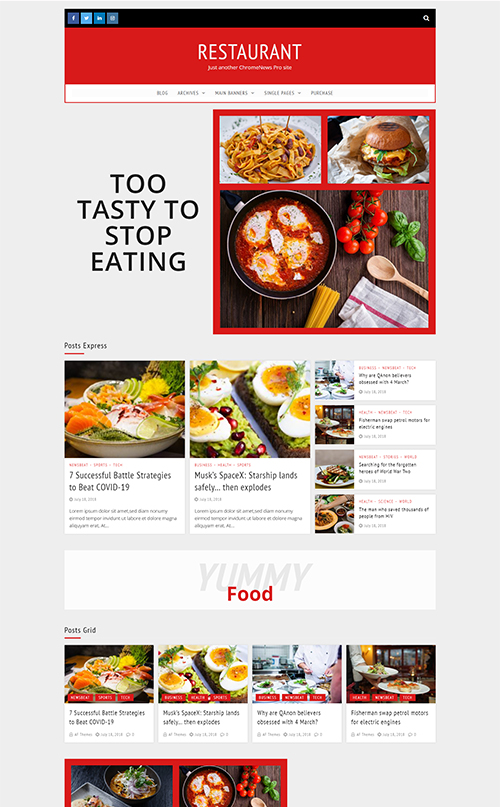 RESTAURANT
Just another ChromeNews Pro site
BLOG ARCHIVES MAIN BANNERS SINGLE PAGES PURCHASE
TOO
TASTY TO
STOP
EATING
Posts Express
NEWSBEAT SPORTS TECH
7 Successful Battle Strategies
to Beat COVID-19
July 18, 2018
Lorem ipsum dolor sit amet,sed diam nonumy
eirmod tempor invidunt ut labore et dolore magna
aliquyam erat, At...
BUSINESS HEALTH SPORTS
Musk's SpaceX: Starship lands
safely... then explodes
July 18, 2018
Lorem ipsum dolor sit amet,sed diam nonumy
eirmod tempor invidunt ut labore et dolore magna
aliquyam erat, At...
BUSINESS NEWSBEAT TECH
Why are QAnon believers
obsessed with 4 March?
July 18, 2018
HEALTH NEWSBEAT TECH
Fisherman swap petrol motors for
electric engines
July 18, 2018
NEWSBEAT STORIES WORLD
Searching for the forgotten
heroes of World War Two
July 18, 2018
HEALTH SCIENCE WORLD
The man who saved thousands of
people from HIV
July 18, 2018
YUMMY
Food
Posts Grid
NEWSBEAT SPORTS TECH
7 Successful Battle Strategies
to Beat COVID-19
AF Themes July 18, 2018 0
BUSINESS HEALTH SPORTS
Musk's SpaceX: Starship lands
safely... then explodes
AF Themes July 18, 2018 0
BUSINESS NEWSBEAT TECH
Why are QAnon believers
obsessed with 4 March?
AF Themes July 18, 2018 0
HEALTH NEWSBEAT TECH
Fisherman swap petrol motors
for electric engines
AF Themes July 18, 2018 0